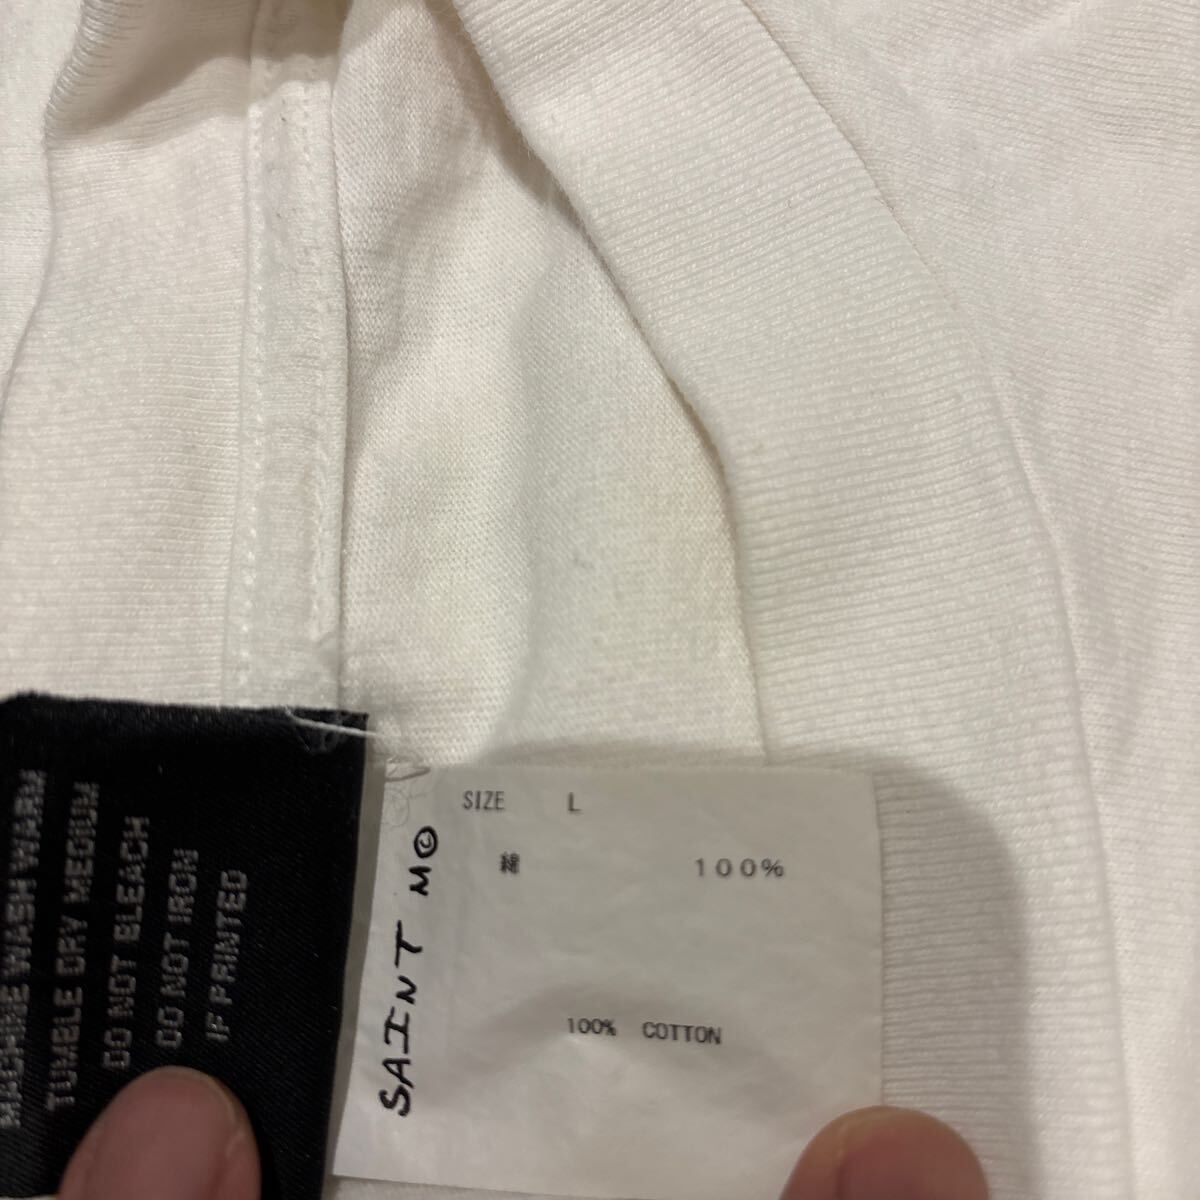 MACHINE WASH WARM
TUMBLE DRY MEDIUM
DO NOT BLEACH
DO NOT IRON
IF PRINTED
SAINT M©
SIZE L
綿 100%
100% COTTON